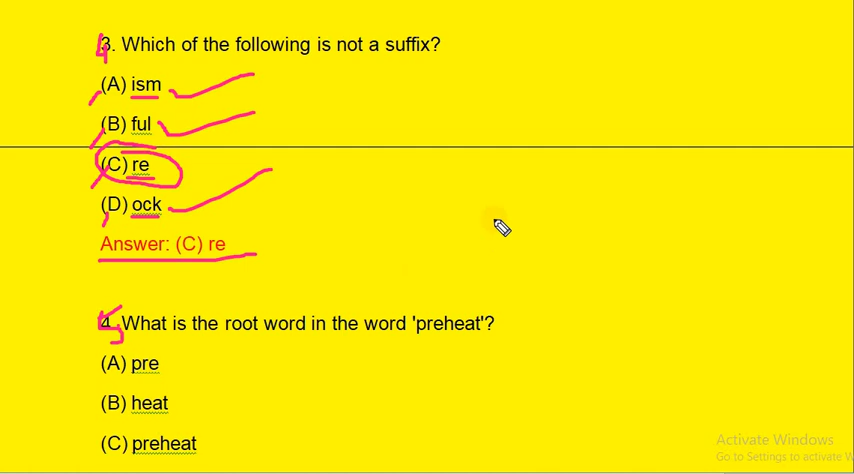 3. Which of the following is not a suffix?
(A) ism
(B) ful
(C) re
(D) ock
Answer: (C) re
4. What is the root word in the word 'preheat'?
(A) pre
(B) heat
(C) preheat
Activate Windows
Go to Settings to activate W